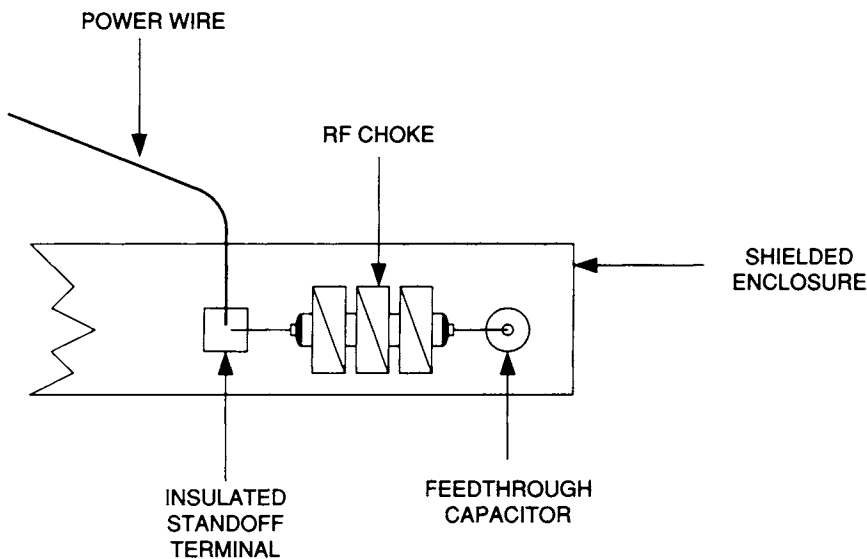 POWER WIRE
RF CHOKE
SHIELDED
ENCLOSURE
INSULATED
STANDOFF
TERMINAL
FEEDTHROUGH
CAPACITOR